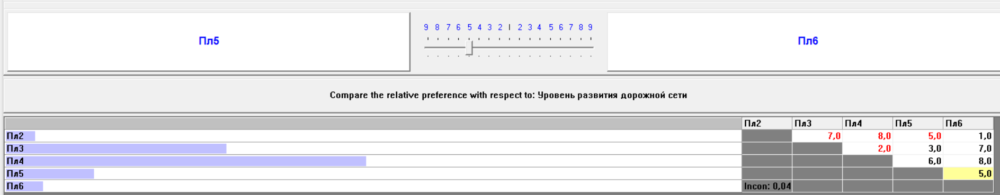 Пл5
9 8 7 6 5 4 3 2 1 2 3 4 5 6 7 8 9
Пл6
Compare the relative preference with respect to: Уровень развития дорожной сети
Пл2 Пл3 Пл4 Пл5 Пл6
Пл2 7,0 8,0 5,0 1,0
Пл3 2,0 3,0 7,0
Пл4 6,0 8,0
Пл5 5,0
Пл6 Incon: 0,04